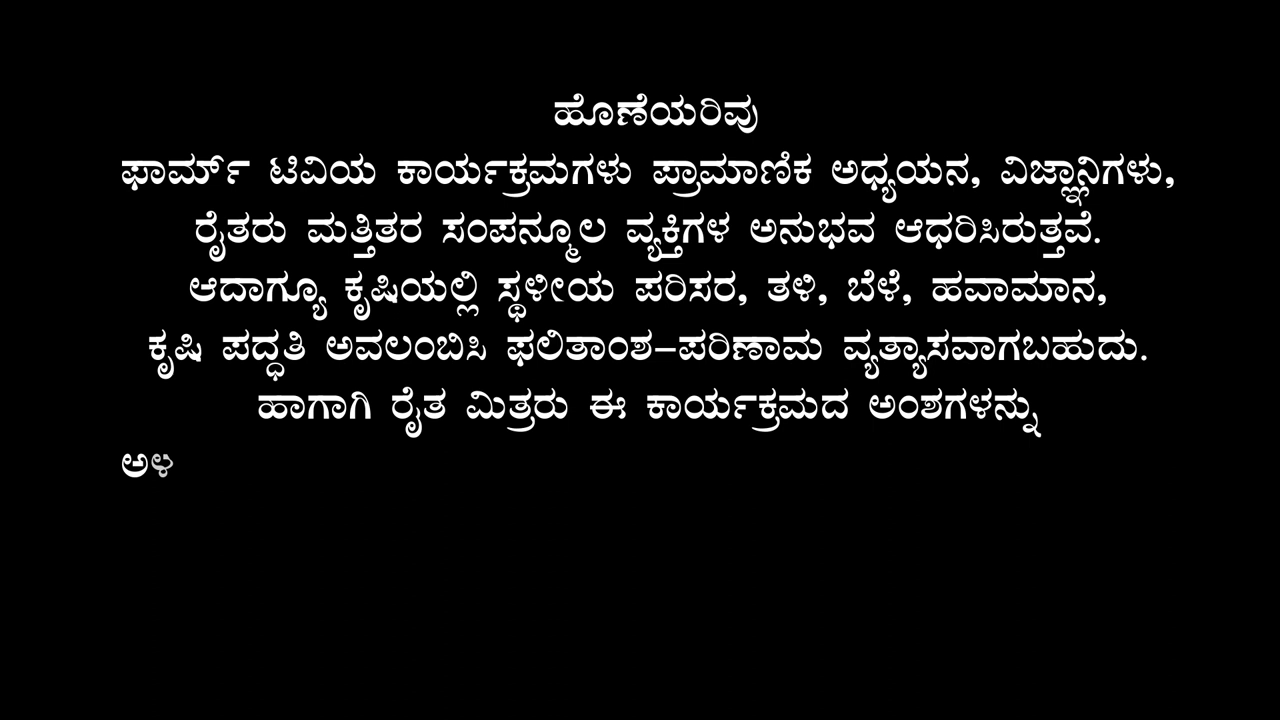 ಹೊಣೆಯರಿವು
ಫಾರ್ಮ್ ಟಿವಿಯ ಕಾರ್ಯಕ್ರಮಗಳು ಪ್ರಾಮಾಣಿಕ ಅಧ್ಯಯನ, ವಿಜ್ಞಾನಿಗಳು,
ರೈತರು ಮತ್ತಿತರ ಸಂಪನ್ಮೂಲ ವ್ಯಕ್ತಿಗಳ ಅನುಭವ ಆಧರಿಸಿರುತ್ತವೆ.
ಆದಾಗ್ಯೂ ಕೃಷಿಯಲ್ಲಿ ಸ್ಥಳೀಯ ಪರಿಸರ, ತಳಿ, ಬೆಳೆ, ಹವಾಮಾನ,
ಕೃಷಿ ಪದ್ಧತಿ ಅವಲಂಬಿಸಿ ಫಲಿತಾಂಶ–ಪರಿಣಾಮ ವ್ಯತ್ಯಾಸವಾಗಬಹುದು.
ಹಾಗಾಗಿ ರೈತ ಮಿತ್ರರು ಈ ಕಾರ್ಯಕ್ರಮದ ಅಂಶಗಳನ್ನು
ಅಳ